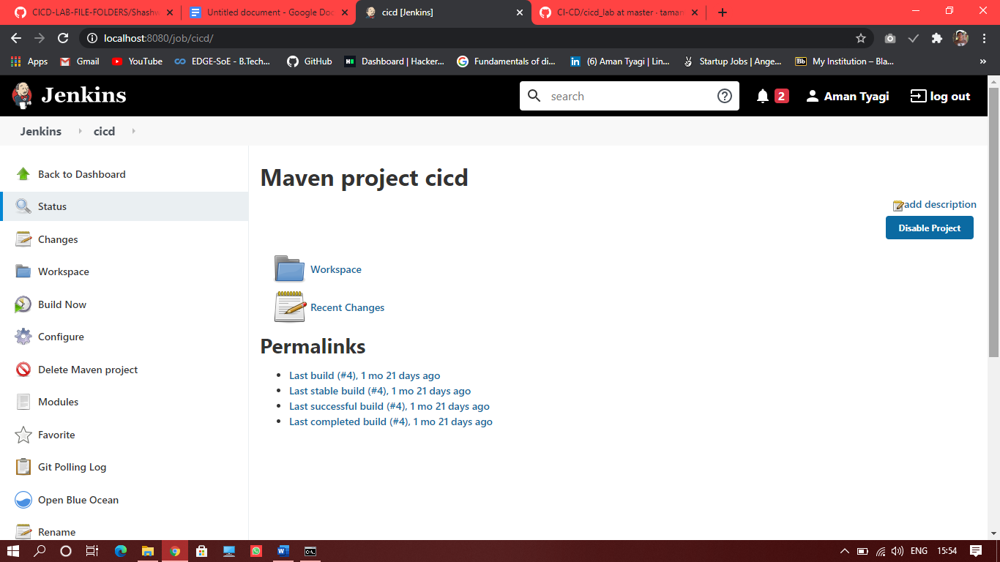 CICD-LAB-FILE-FOLDERS/Shashw
Untitled document - Google Doc
cicd [Jenkins]
CI-CD/cicd_lab at master · taman
localhost:8080/job/cicd/
Apps
Gmail
YouTube
EDGE-SoE - B.Tech...
GitHub
Dashboard | Hacker...
Fundamentals of di...
(6) Aman Tyagi | Lin...
Startup Jobs | Ange...
Bb
My Institution – Bla...
»
Jenkins
search
2
Aman Tyagi
log out
Jenkins
cicd
Back to Dashboard
Status
Changes
Workspace
Build Now
Configure
Delete Maven project
Modules
Favorite
Git Polling Log
Open Blue Ocean
Rename
Maven project cicd
add description
Disable Project
Workspace
Recent Changes
Permalinks
• Last build (#4), 1 mo 21 days ago
• Last stable build (#4), 1 mo 21 days ago
• Last successful build (#4), 1 mo 21 days ago
• Last completed build (#4), 1 mo 21 days ago
ENG
15:54